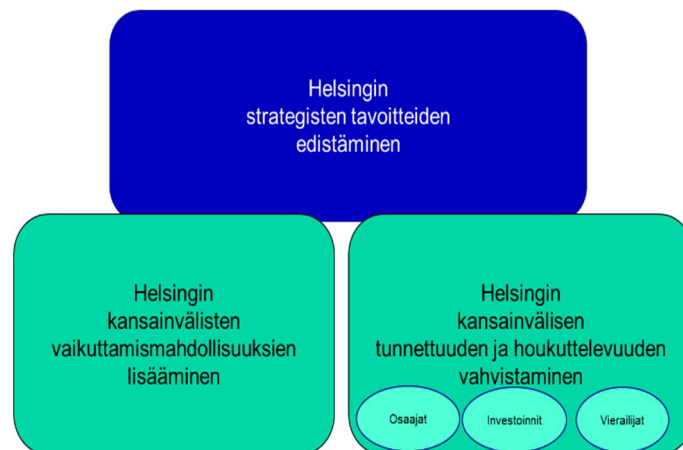 Helsingin
strategisten tavoitteiden
edistäminen
Helsingin
kansainvälisten
vaikuttamismahdollisuuksien
lisääminen
Helsingin
kansainvälisen
tunnettuuden ja houkuttelevuuden
vahvistaminen
Osaajat
Investoinnit
Vierailijat